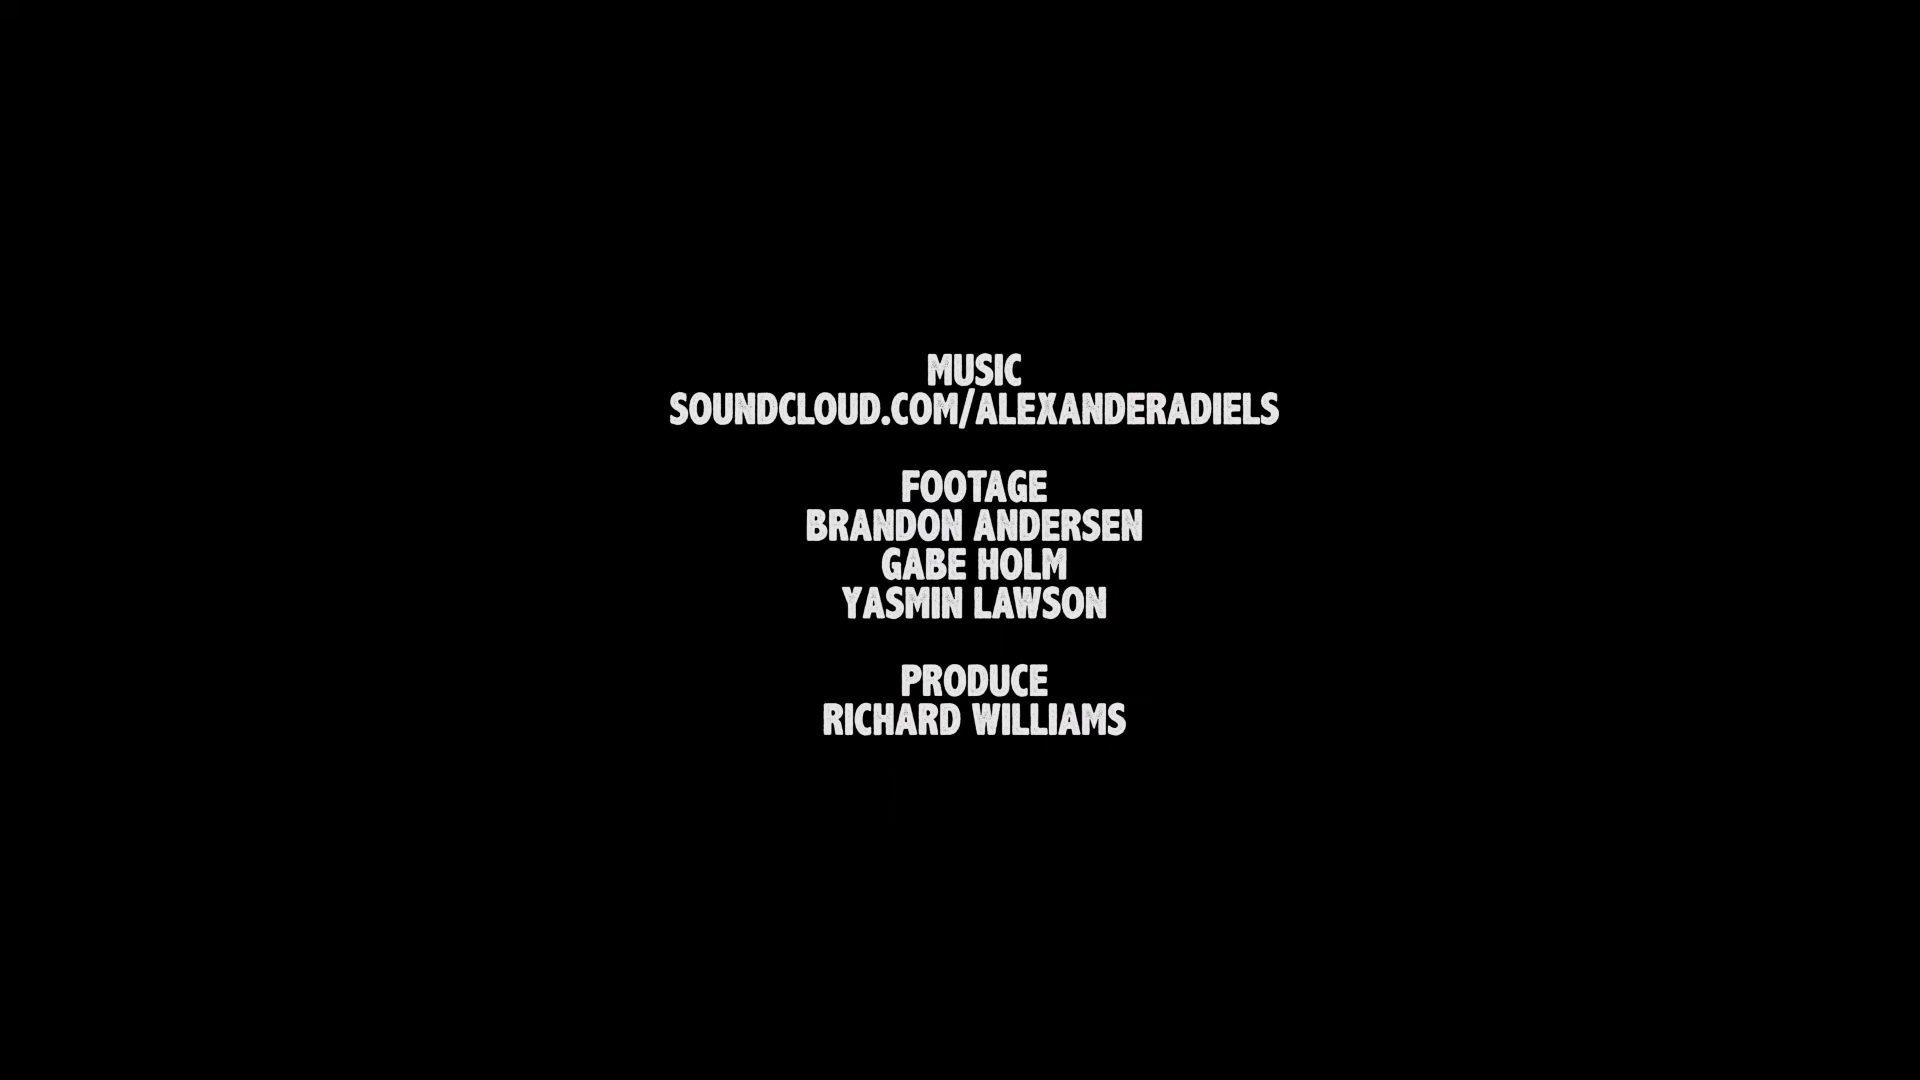 MUSIC
SOUNDCLOUD.COM/ALEXANDERADIELS
FOOTAGE
BRANDON ANDERSEN
GABE HOLM
YASMIN LAWSON
PRODUCE
RICHARD WILLIAMS